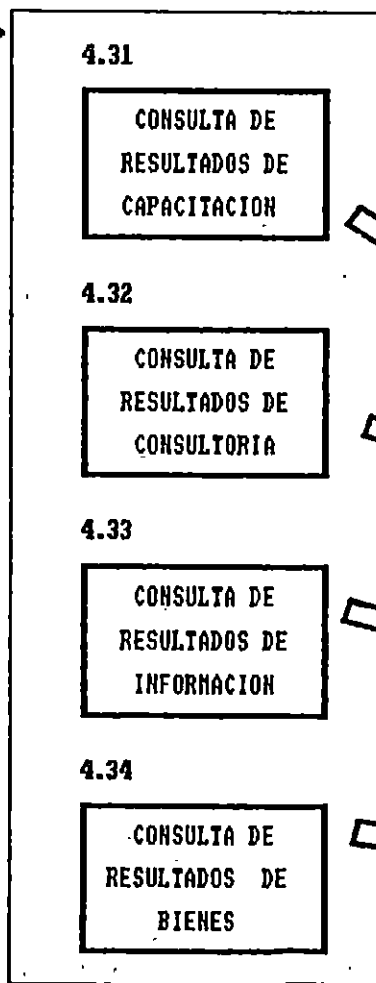 4.31
CONSULTA DE
RESULTADOS DE
CAPACITACION
4.32
CONSULTA DE
RESULTADOS DE
CONSULTORIA
4.33
CONSULTA DE
RESULTADOS DE
INFORMACION
4.34
CONSULTA DE
RESULTADOS DE
BIENES